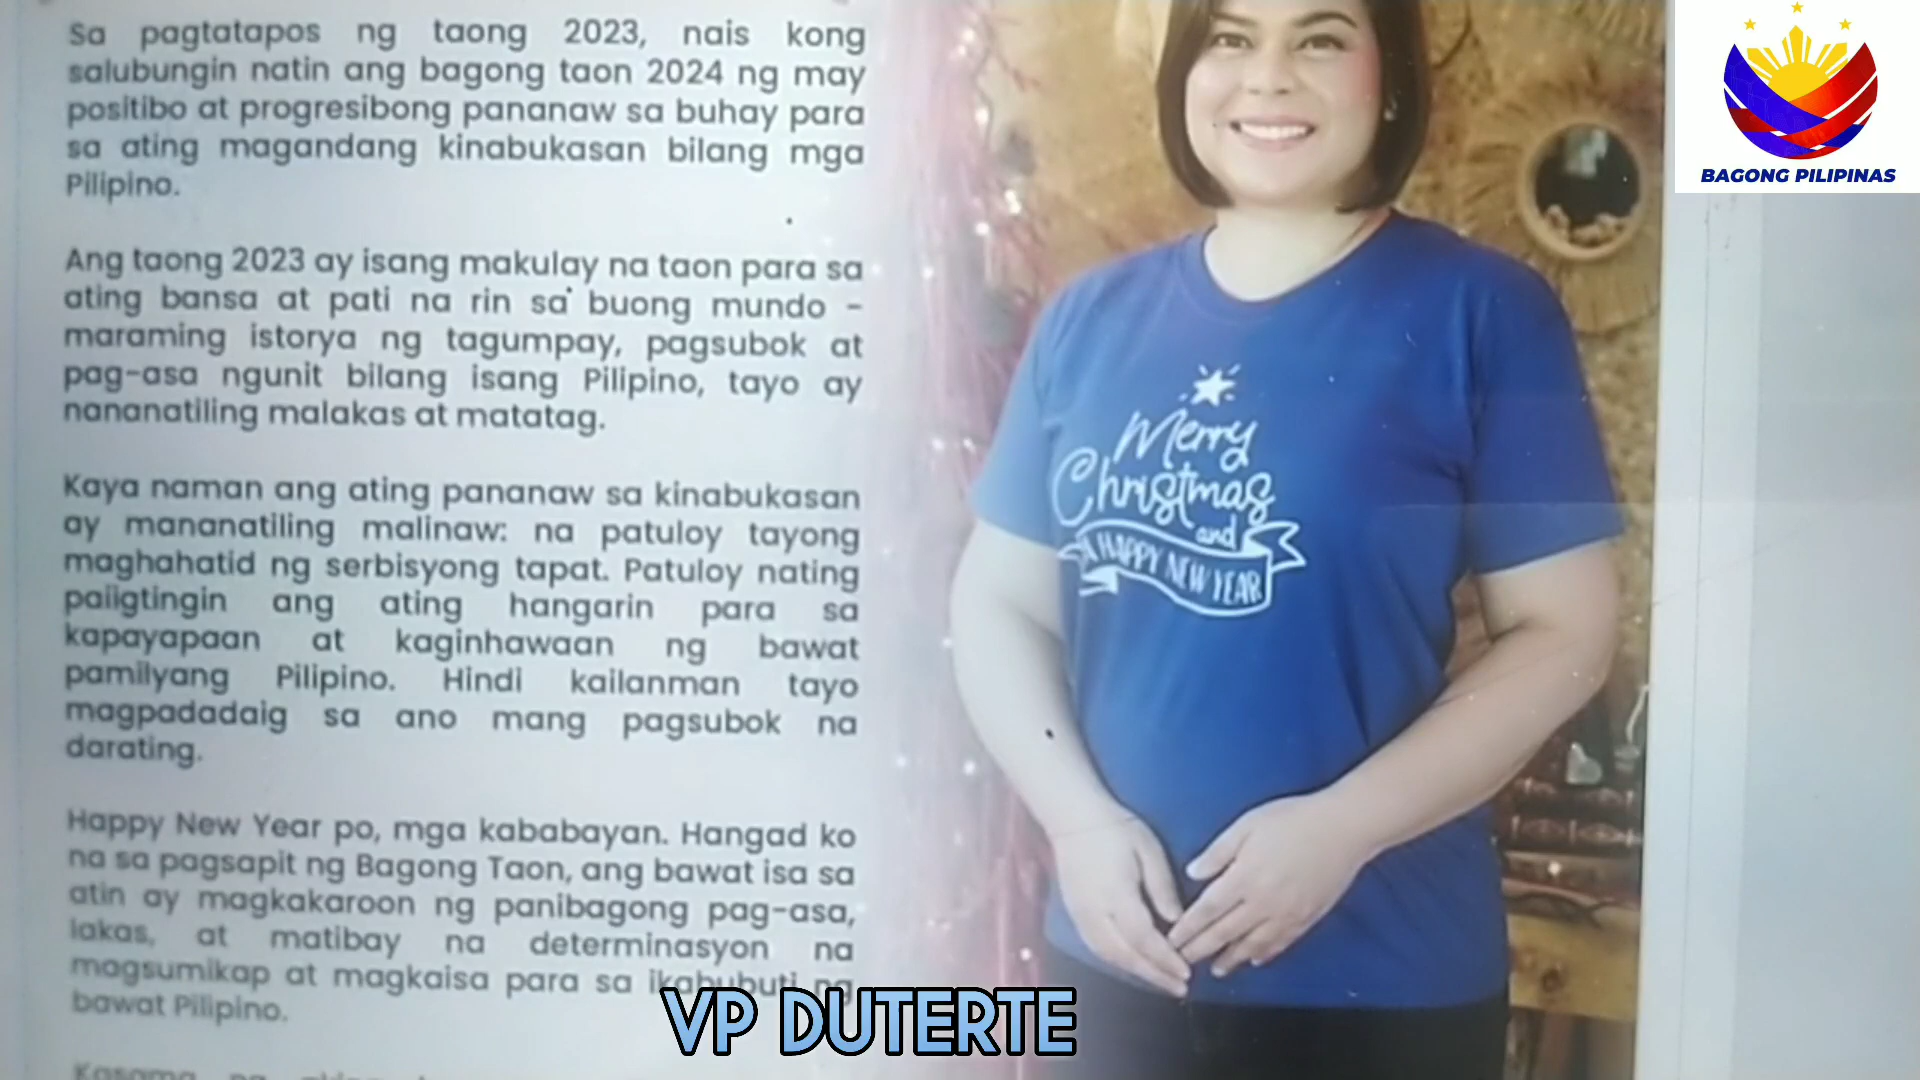 Sa pagtatapos ng taong 2023, nais kong
salubungin natin ang bagong taon 2024 ng may
positibo at progresibong pananaw sa buhay para
sa ating magandang kinabukasan bilang mga
Pilipino.
Ang taong 2023 ay isang makulay na taon para sa
ating bansa at pati na rin sa buong mundo –
maraming istorya ng tagumpay, pagsubok at
pag-asa ngunit bilang isang Pilipino, tayo ay
nananatiling malakas at matatag.
Kaya naman ang ating pananaw sa kinabukasan
ay mananatiling malinaw: na patuloy tayong
maghahatid ng serbisyong tapat. Patuloy nating
paiigtingin ang ating hangarin para sa
kapayapaan at kaginhawaan ng bawat
pamilyang Pilipino. Hindi kailanman tayo
magpadadaig sa ano mang pagsubok na
darating.
Happy New Year po, mga kababayan. Hangad ko
na sa pagsapit ng Bagong Taon, ang bawat isa sa
atin ay magkakaroon ng panibagong pag-asa,
lakas, at matibay na determinasyon na
magsumikap at magkaisa para sa ikabubuti ng
bawat Pilipino.
Merry
Christmas
and
A HAPPY NEW YEAR
BAGONG PILIPINAS
VP DUTERTE